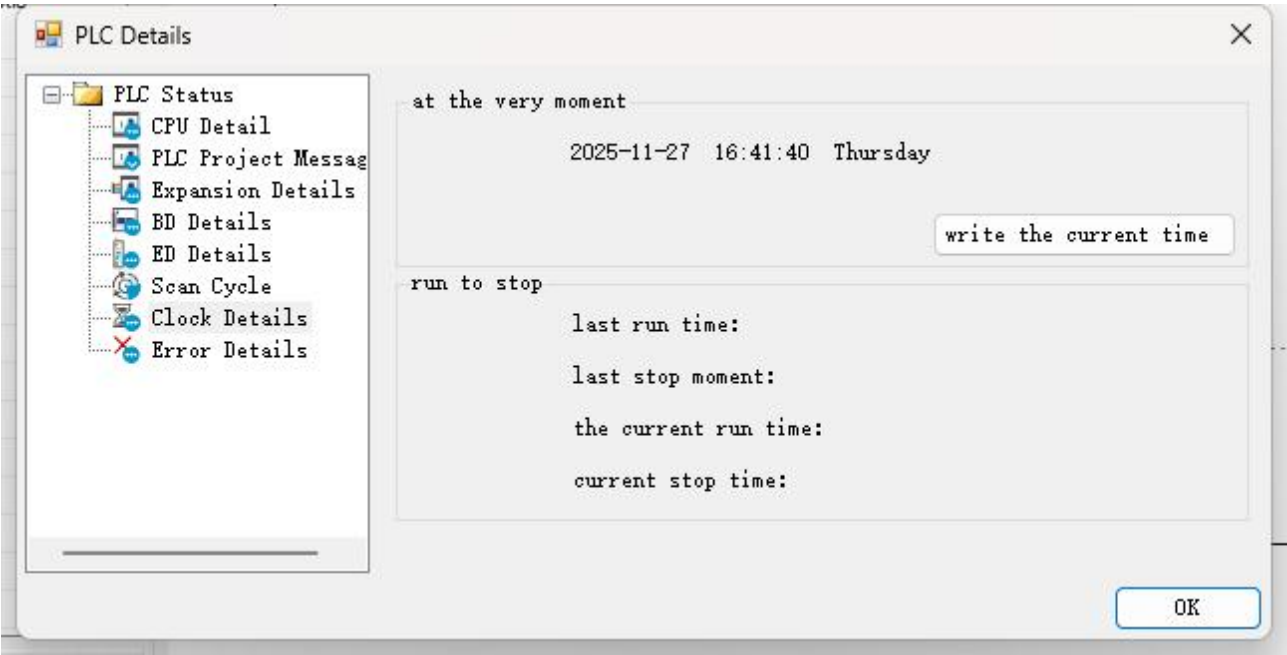 PLC Details
PLC Status
CPU Detail
PLC Project Messag
Expansion Details
BD Details
ED Details
Scan Cycle
Clock Details
Error Details
at the very moment
2025-11-27 16:41:40 Thursday
write the current time
run to stop
last run time:
last stop moment:
the current run time:
current stop time:
OK